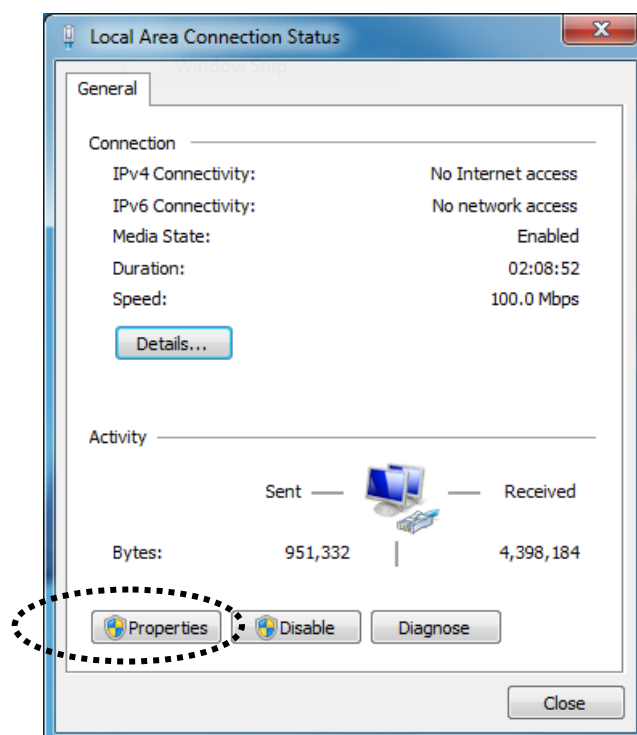 Local Area Connection Status
Window Snip
General
Connection
IPv4 Connectivity: No Internet access
IPv6 Connectivity: No network access
Media State: Enabled
Duration: 02:08:52
Speed: 100.0 Mbps
Details...
Activity
Sent Received
Bytes: 951,332 4,398,184
Properties Disable Diagnose
Close